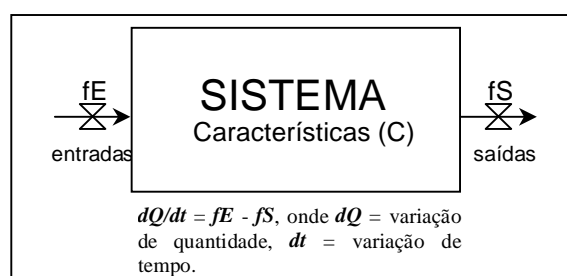 fE
SISTEMA
fS
Características (C)
entradas
saídas
dQ/dt = fE - fS, onde dQ = variação
de quantidade, dt = variação de
tempo.